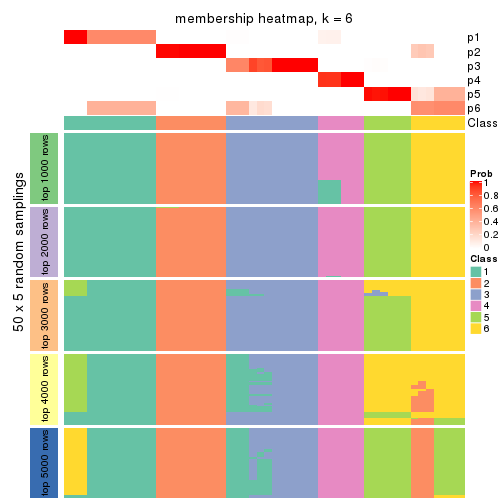 membership heatmap, k = 6
p1
p2
p3
p4
p5
p6
Class
50 x 5 random samplings
top 1000 rows
top 2000 rows
top 3000 rows
top 4000 rows
top 5000 rows
Prob
1
0.8
0.6
0.4
0.2
0
Class
1
2
3
4
5
6